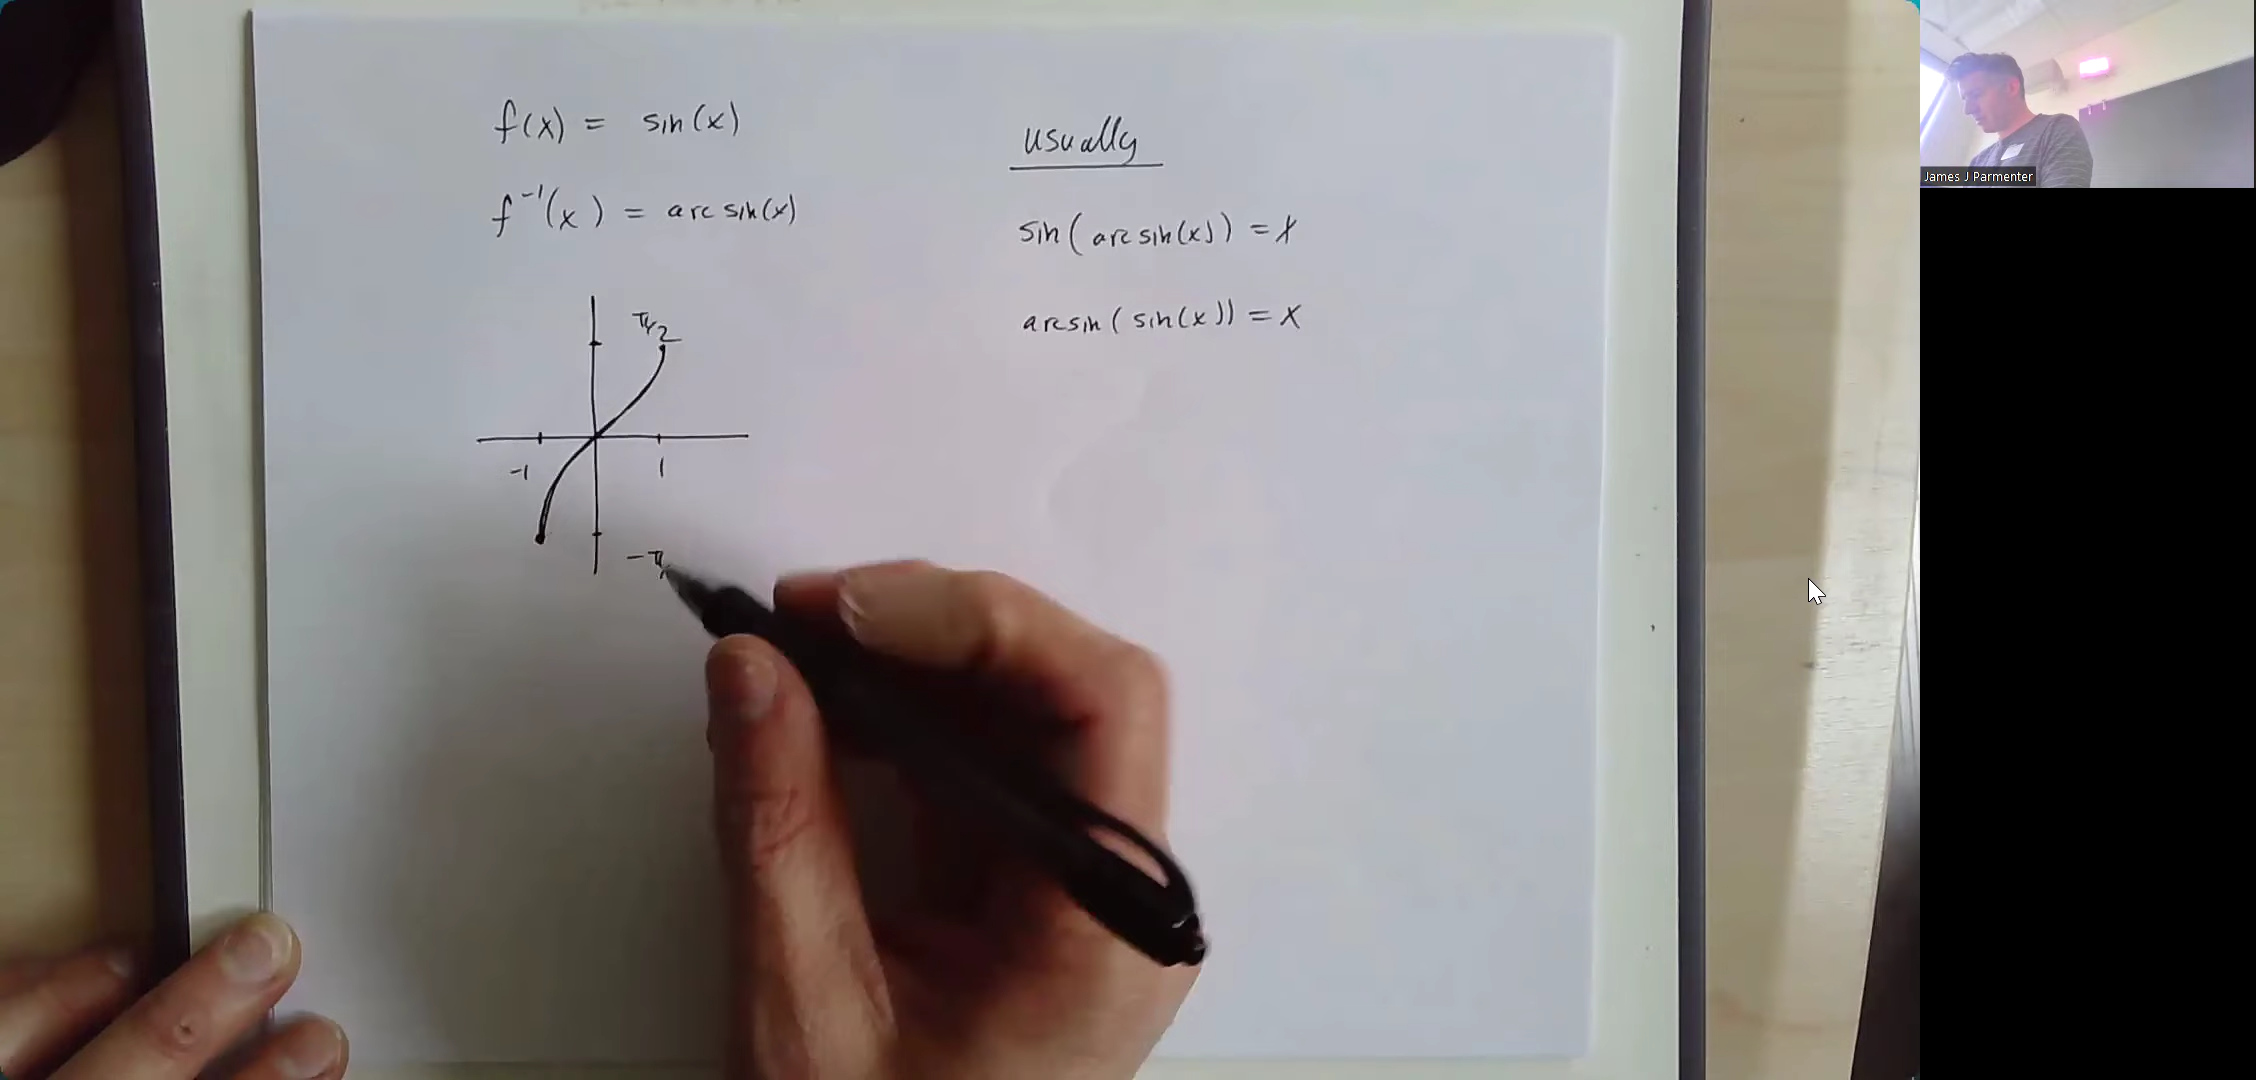 f(x) = sin(x)
f⁻¹(x) = arcsin(x)
usually
sin(arcsin(x)) = x
arcsin(sin(x)) = x
π/2
-1
1
-π/
James J Parmenter